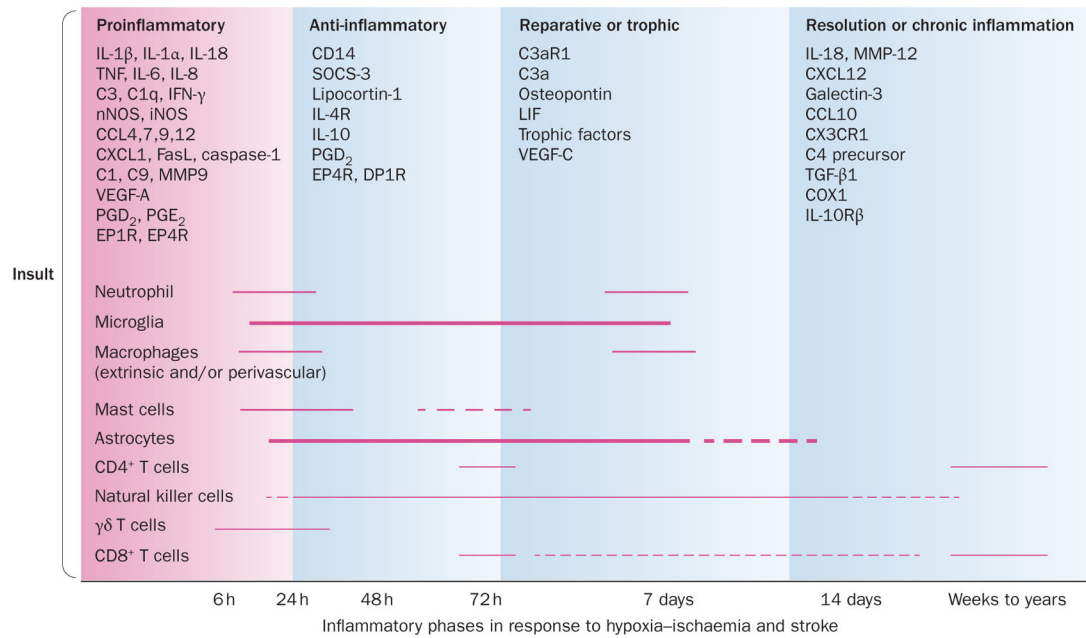 Insult
Proinflammatory
IL-1β, IL-1α, IL-18
TNF, IL-6, IL-8
C3, C1q, IFN-γ
nNOS, iNOS
CCL4,7,9,12
CXCL1, FasL, caspase-1
C1, C9, MMP9
VEGF-A
PGD₂, PGE₂
EP1R, EP4R
Anti-inflammatory
CD14
SOCS-3
Lipocortin-1
IL-4R
IL-10
PGD₂
EP4R, DP1R
Reparative or trophic
C3aR1
C3a
Osteopontin
LIF
Trophic factors
VEGF-C
Resolution or chronic inflammation
IL-18, MMP-12
CXCL12
Galectin-3
CCL10
CX3CR1
C4 precursor
TGF-β1
COX1
IL-10Rβ
Neutrophil
Microglia
Macrophages
(extrinsic and/or perivascular)
Mast cells
Astrocytes
CD4⁺ T cells
Natural killer cells
γδ T cells
CD8⁺ T cells
6 h 24 h 48 h 72 h 7 days 14 days Weeks to years
Inflammatory phases in response to hypoxia–ischaemia and stroke